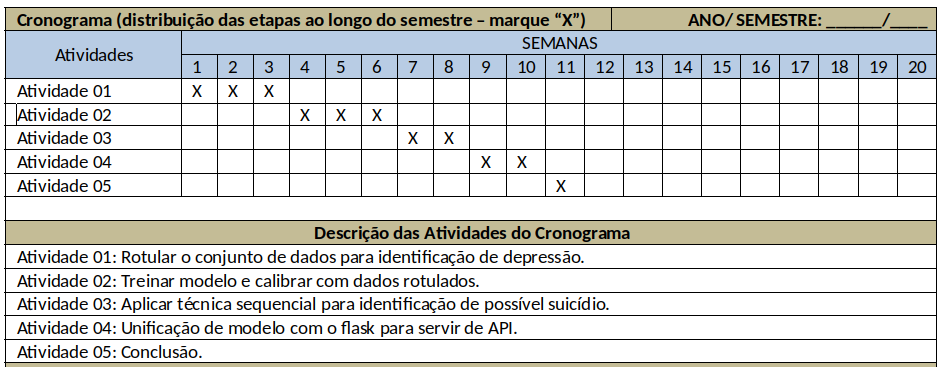 Cronograma (distribuição das etapas ao longo do semestre – marque “X”) ANO/ SEMESTRE: ______/____
SEMANAS
Atividades
1 2 3 4 5 6 7 8 9 10 11 12 13 14 15 16 17 18 19 20
Atividade 01 X X X
Atividade 02 X X X
Atividade 03 X X
Atividade 04 X X
Atividade 05 X
Descrição das Atividades do Cronograma
Atividade 01: Rotular o conjunto de dados para identificação de depressão.
Atividade 02: Treinar modelo e calibrar com dados rotulados.
Atividade 03: Aplicar técnica sequencial para identificação de possível suicídio.
Atividade 04: Unificação de modelo com o flask para servir de API.
Atividade 05: Conclusão.